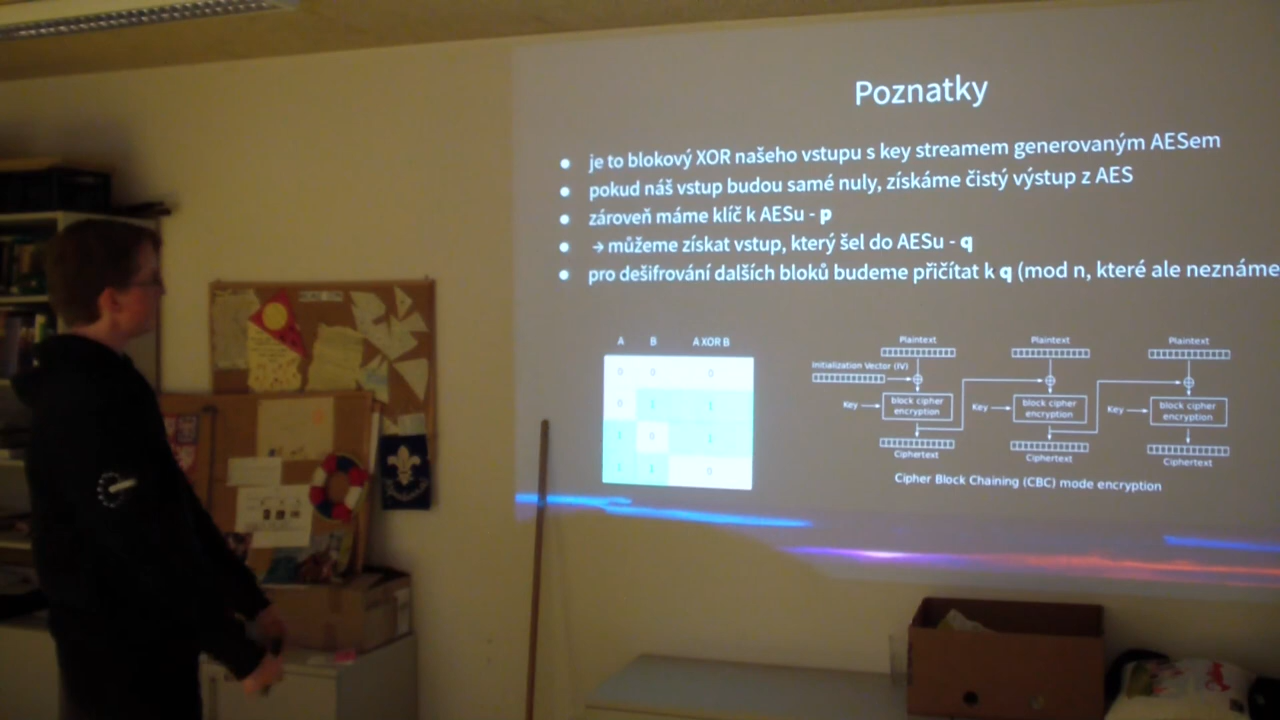 Poznatky
● je to blokový XOR našeho vstupu s key streamem generovaným AESem
● pokud náš vstup budou samé nuly, získáme čistý výstup z AES
● zároveň máme klíč k AESu - p
● → můžeme získat vstup, který šel do AESu - q
● pro dešifrování dalších bloků budeme přičítat k q (mod n, které ale neznáme
A B A XOR B
0 0 0
0 1 1
1 0 1
1 1 0
Plaintext Plaintext Plaintext
Initialization Vector (IV)
Key block cipher encryption Key block cipher encryption Key block cipher encryption
Ciphertext Ciphertext Ciphertext
Cipher Block Chaining (CBC) mode encryption